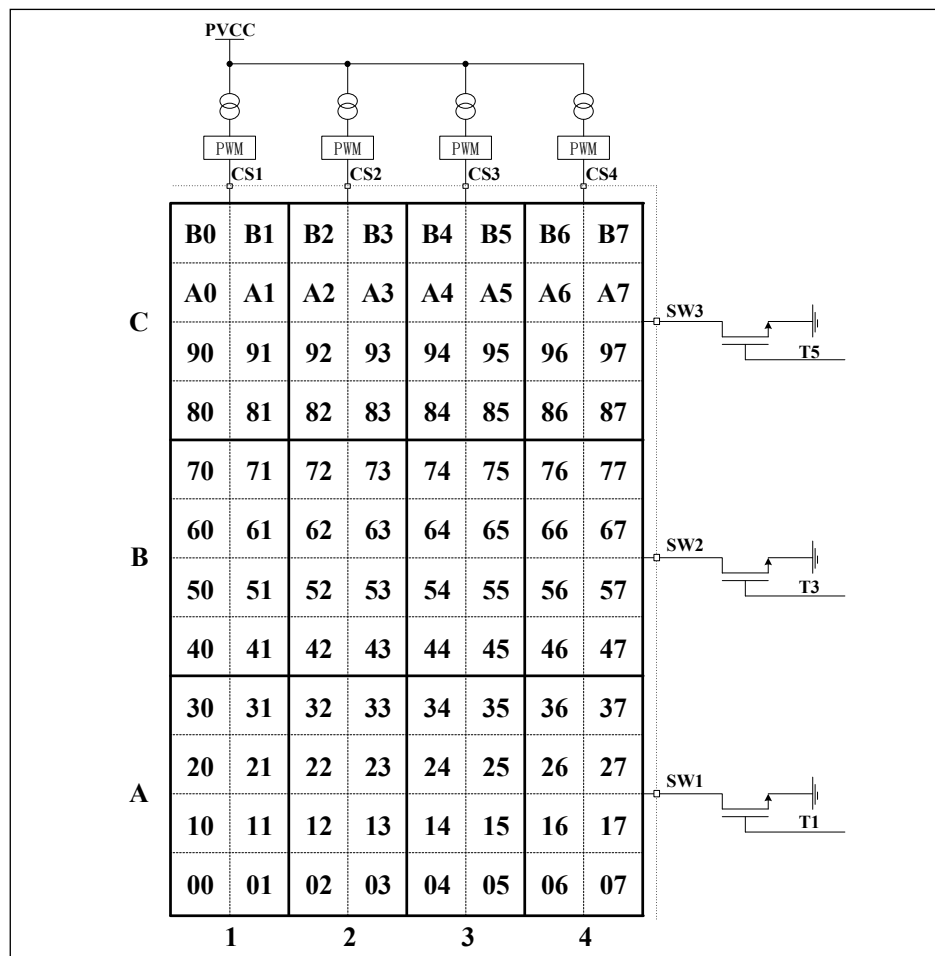 PVCC
PWM PWM PWM PWM
CS1 CS2 CS3 CS4
B0 B1 B2 B3 B4 B5 B6 B7
A0 A1 A2 A3 A4 A5 A6 A7
SW3
C
90 91 92 93 94 95 96 97
T5
80 81 82 83 84 85 86 87
70 71 72 73 74 75 76 77
60 61 62 63 64 65 66 67
SW2
B
50 51 52 53 54 55 56 57
T3
40 41 42 43 44 45 46 47
30 31 32 33 34 35 36 37
20 21 22 23 24 25 26 27
SW1
A
10 11 12 13 14 15 16 17
T1
00 01 02 03 04 05 06 07
1 2 3 4